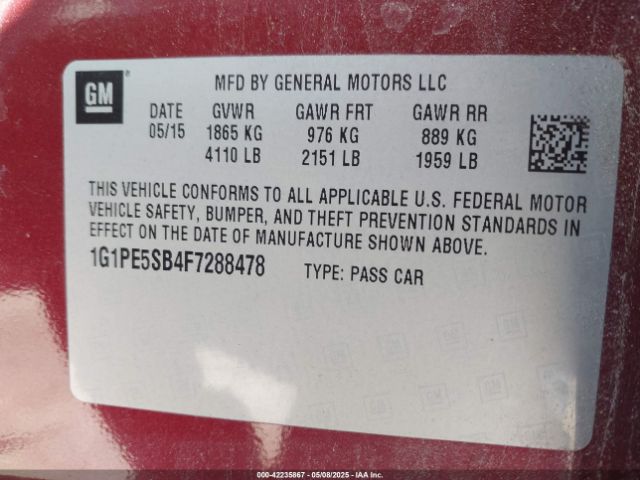 GM
®
MFD BY GENERAL MOTORS LLC
DATE GVWR GAWR FRT GAWR RR
05/15 1865 KG 976 KG 889 KG
4110 LB 2151 LB 1959 LB
THIS VEHICLE CONFORMS TO ALL APPLICABLE U.S. FEDERAL MOTOR
VEHICLE SAFETY, BUMPER, AND THEFT PREVENTION STANDARDS IN
EFFECT ON THE DATE OF MANUFACTURE SHOWN ABOVE.
1G1PE5SB4F7288478 TYPE: PASS CAR
000-42235867 - 05/08/2025 - IAA Inc.